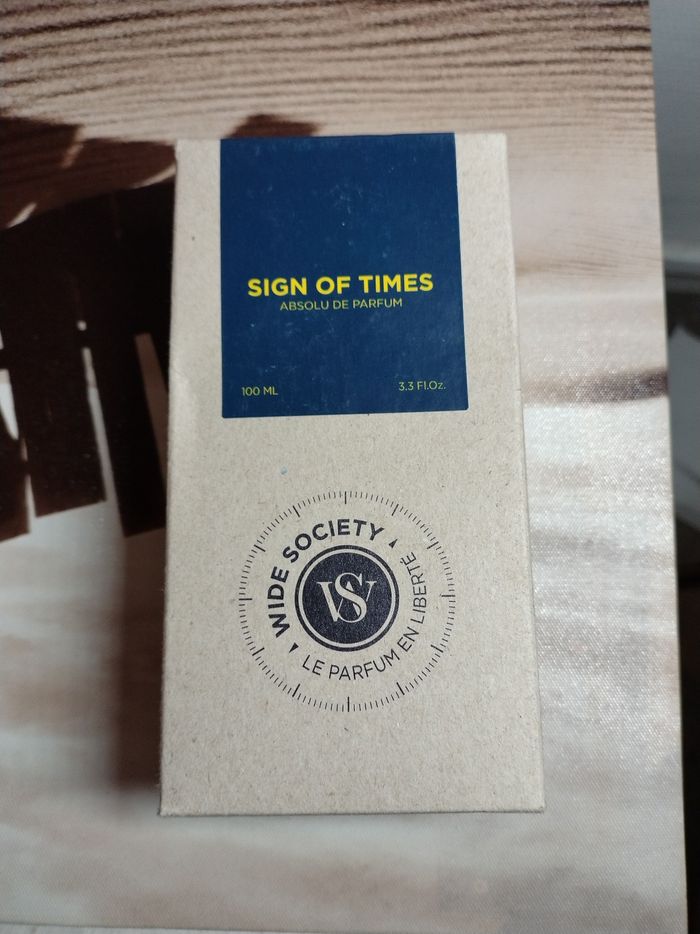 SIGN OF TIMES
ABSOLU DE PARFUM
100 ML 3.3 Fl.Oz.
WIDE SOCIETY
WS
LE PARFUM EN LIBERTÉ